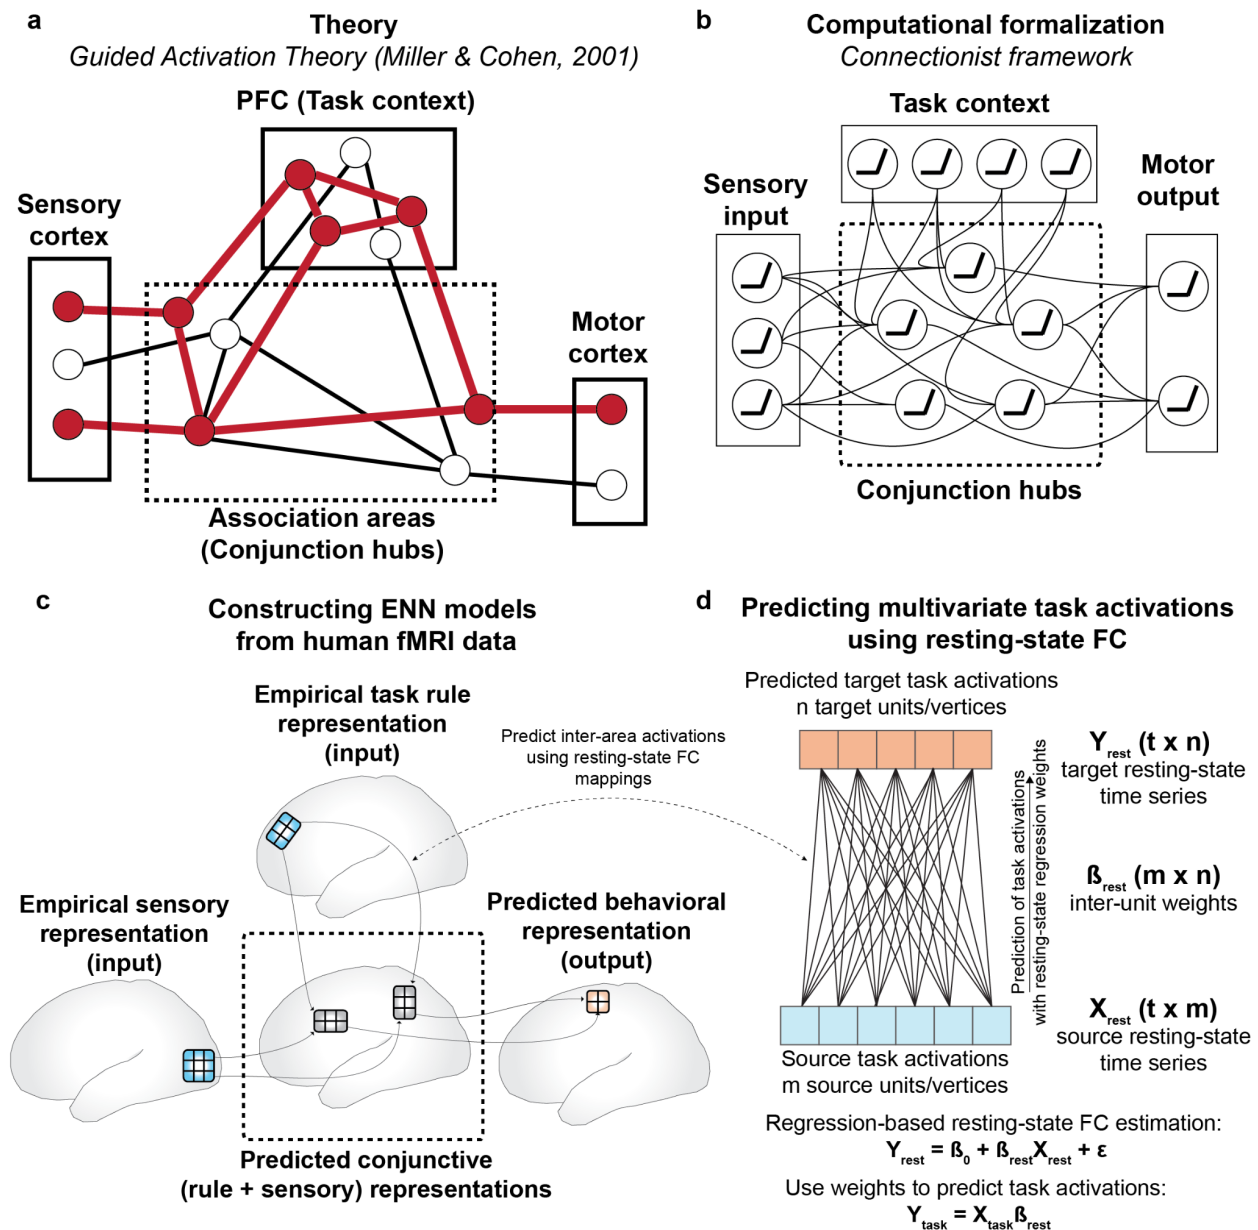 a
Theory
Guided Activation Theory (Miller & Cohen, 2001)
PFC (Task context)
Sensory
cortex
Motor
cortex
Association areas
(Conjunction hubs)
b
Computational formalization
Connectionist framework
Task context
Sensory
input
Motor
output
Conjunction hubs
c
Constructing ENN models
from human fMRI data
Empirical task rule
representation
(input)
Predict inter-area activations
using resting-state FC
mappings
Empirical sensory
representation
(input)
Predicted behavioral
representation
(output)
Predicted conjunctive
(rule + sensory) representations
d
Predicting multivariate task activations
using resting-state FC
Predicted target task activations
n target units/vertices
Prediction of task activations
with resting-state regression weights
Y_rest (t x n)
target resting-state
time series
ß_rest (m x n)
inter-unit weights
X_rest (t x m)
source resting-state
time series
Source task activations
m source units/vertices
Regression-based resting-state FC estimation:
Y_rest = ß_0 + ß_rest X_rest + ε
Use weights to predict task activations:
Y_task = X_task ß_rest